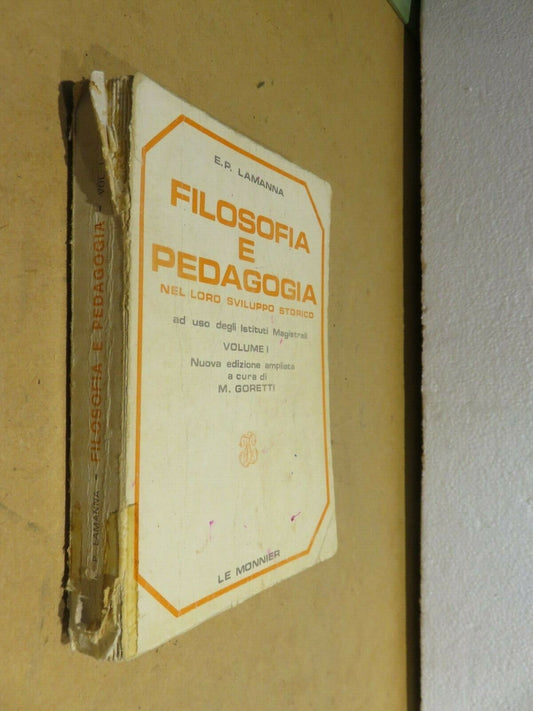 E.P. LAMANNA
FILOSOFIA
E
PEDAGOGIA
NEL LORO SVILUPPO STORICO
ad uso degli Istituti Magistrali
VOLUME I
Nuova edizione ampliata
a cura di
M. GORETTI
LE MONNIER
P. LAMANNA - FILOSOFIA E PEDAGOGIA - VOL.